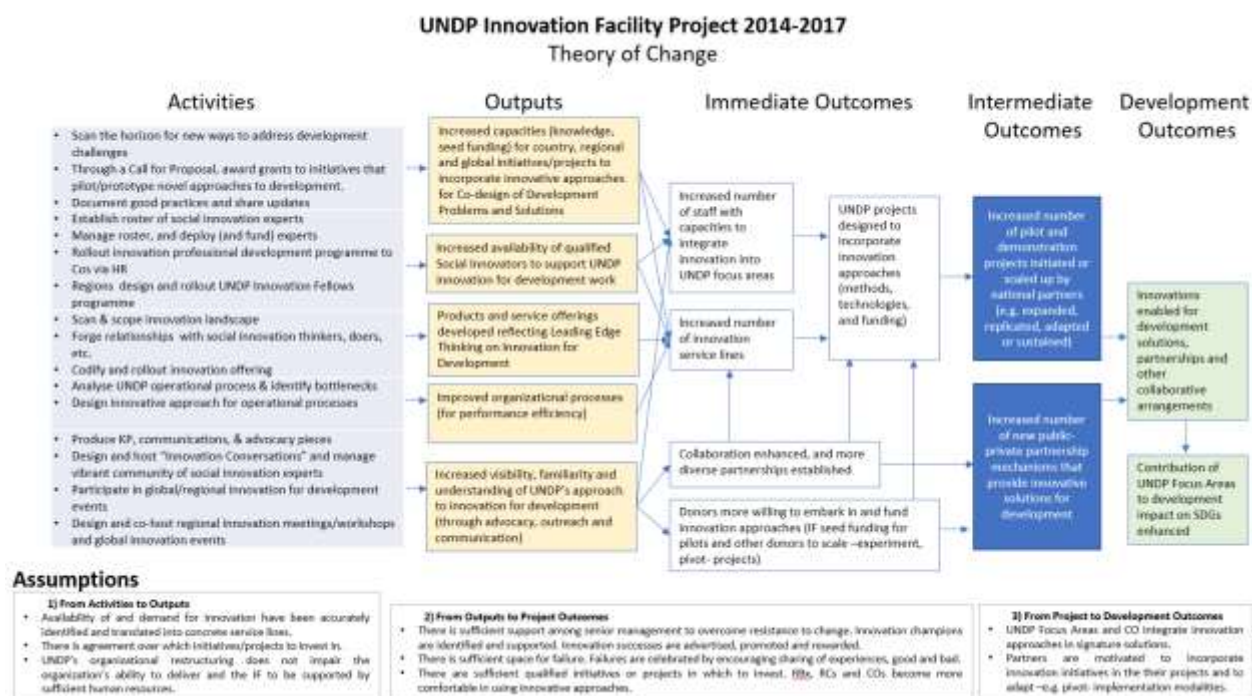 UNDP Innovation Facility Project 2014-2017
Theory of Change
Activities
Outputs
Immediate Outcomes
Intermediate
Outcomes
Development
Outcomes
• Scan the horizon for new ways to address development
challenges
• Through a Call for Proposal, award grants to initiatives that
pilot/prototype novel approaches to development.
• Document good practices and share updates
• Establish roster of social innovation experts
• Manage roster, and deploy (and fund) experts
• Rollout innovation professional development programme to
Cos via HR
• Regions design and rollout UNDP Innovation Fellows
programme
• Scan & scope innovation landscape
• Forge relationships with social innovation thinkers, doers,
etc.
• Codify and rollout innovation offering
• Analyse UNDP operational process & identify bottlenecks
• Design innovative approach for operational processes
• Produce KP, communications, & advocacy pieces
• Design and host "Innovation Conversations" and manage
vibrant community of social innovation experts
• Participate in global/regional innovation for development
events
• Design and co-host regional innovation meetings/workshops
and global innovation events
Increased capacities (knowledge,
seed funding) for country, regional
and global initiatives/projects to
incorporate innovative approaches
for Co-design of Development
Problems and Solutions
Increased availability of qualified
Social Innovators to support UNDP
innovation for development work
Products and service offerings
developed reflecting Leading Edge
Thinking on Innovation for
Development
Improved organizational processes
(for performance efficiency)
Increased visibility, familiarity and
understanding of UNDP's approach
to innovation for development
(through advocacy, outreach and
communication)
Increased number
of staff with
capacities to
integrate
innovation into
UNDP focus areas
Increased number
of innovation
service lines
UNDP projects
designed to
incorporate
innovation
approaches
(methods,
technologies,
and funding)
Collaboration enhanced, and more
diverse partnerships established
Donors more willing to embark in and fund
innovation approaches (IF seed funding for
pilots and other donors to scale –experiment,
pivot- projects)
Increased number
of pilot and
demonstration
projects initiated or
scaled up by
national partners
(e.g. expanded,
replicated, adapted
or sustained)
Increased number
of new public-
private partnership
mechanisms that
provide innovative
solutions for
development
Innovations
enabled for
development
solutions,
partnerships and
other
collaborative
arrangements
Contribution of
UNDP Focus Areas
to development
impact on SDGs
enhanced
Assumptions
1) From Activities to Outputs
• Availability of and demand for innovation have been accurately
identified and translated into concrete service lines.
• There is agreement over which initiatives/projects to invest in.
• UNDP's organizational restructuring does not impair the
organization's ability to deliver and the IF to be supported by
sufficient human resources.
2) From Outputs to Project Outcomes
• There is sufficient support among senior management to overcome resistance to change. Innovation champions
are identified and supported. Innovation successes are advertised, promoted and rewarded.
• There is sufficient space for failure. Failures are celebrated by encouraging sharing of experiences, good and bad.
• There are sufficient qualified initiatives or projects in which to invest. RCs and COs become more
comfortable in using innovative approaches.
3) From Project to Development Outcomes
• UNDP Focus Areas and CO integrate innovation
approaches in signature solutions.
• Partners are motivated to incorporate
innovation initiatives in the their projects and to
adapt –e.g. pivot- implementation modalities.